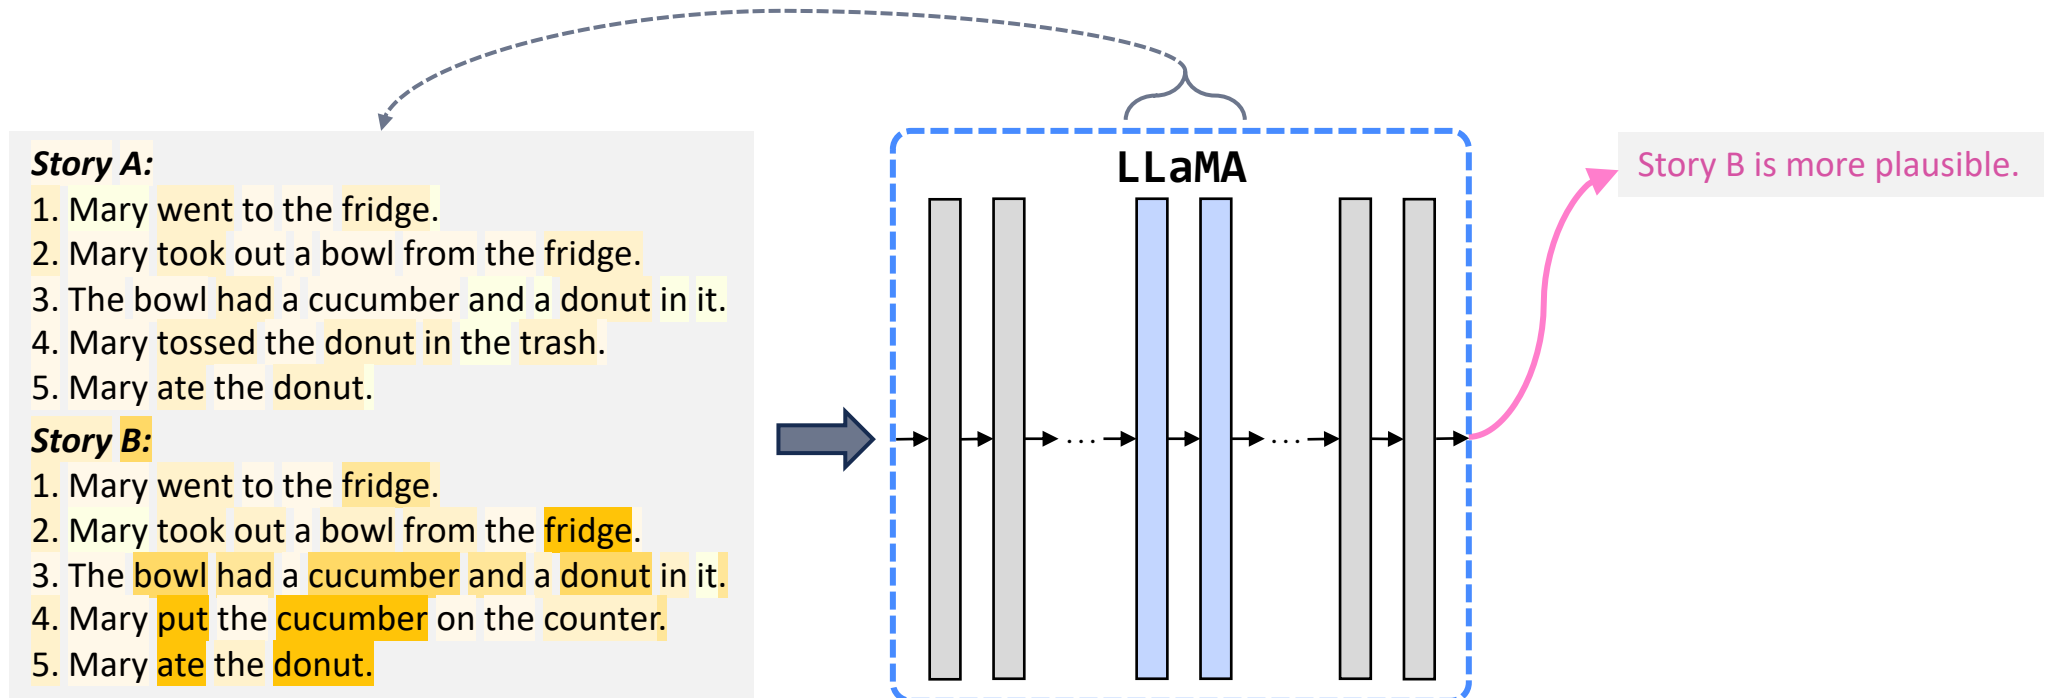 Story A:
1. Mary went to the fridge.
2. Mary took out a bowl from the fridge.
3. The bowl had a cucumber and a donut in it.
4. Mary tossed the donut in the trash.
5. Mary ate the donut.
Story B:
1. Mary went to the fridge.
2. Mary took out a bowl from the fridge.
3. The bowl had a cucumber and a donut in it.
4. Mary put the cucumber on the counter.
5. Mary ate the donut.
LLaMA
... ...
Story B is more plausible.